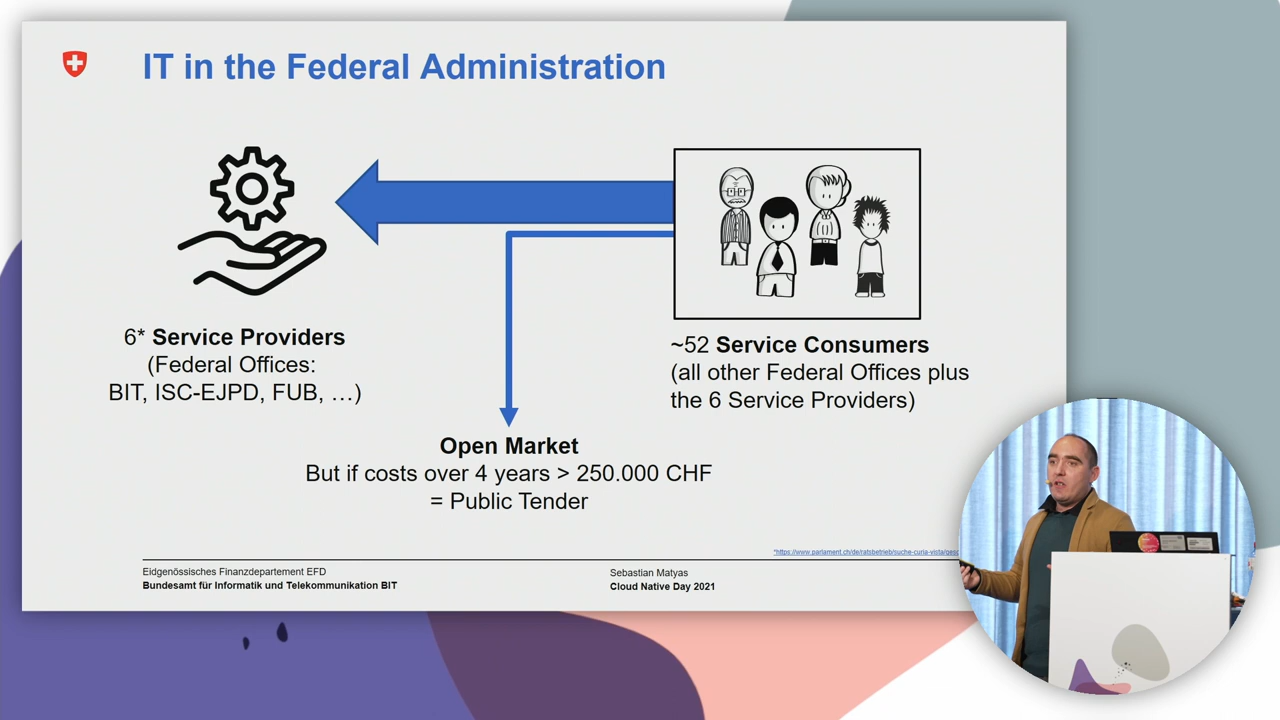 IT in the Federal Administration
6* Service Providers
(Federal Offices:
BIT, ISC-EJPD, FUB, …)
~52 Service Consumers
(all other Federal Offices plus
the 6 Service Providers)
Open Market
But if costs over 4 years > 250.000 CHF
= Public Tender
*https://www.parlament.ch/de/ratsbetrieb/suche-curia-vista/
Eidgenössisches Finanzdepartement EFD
Bundesamt für Informatik und Telekommunikation BIT
Sebastian Matyas
Cloud Native Day 2021